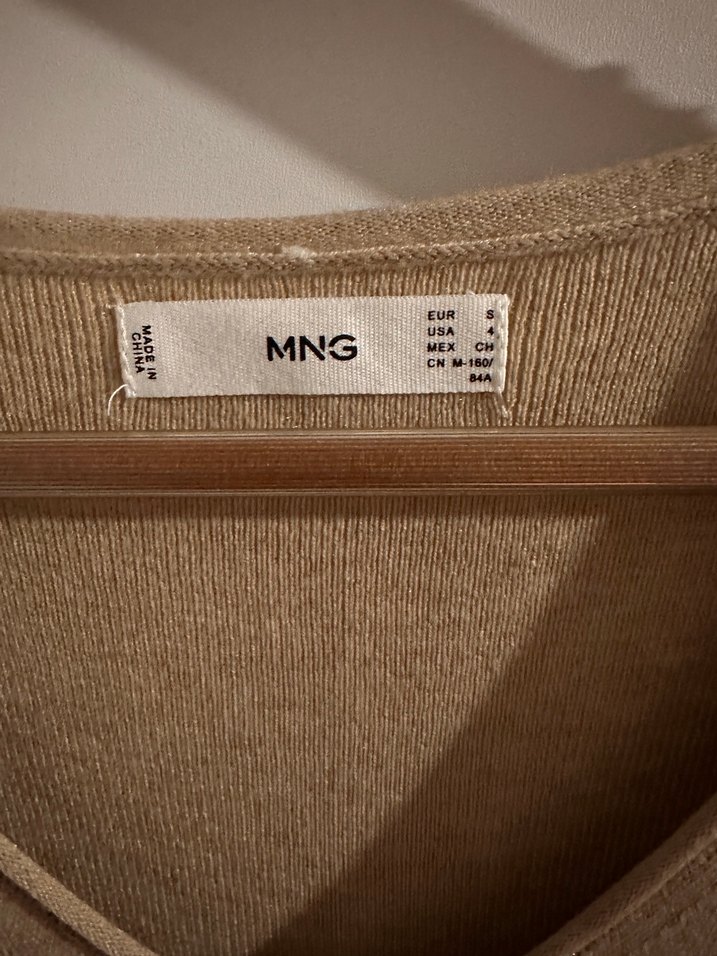 MADE IN
CHINA
MNG
EUR S
USA 4
MEX CH
CN M-160/
84A